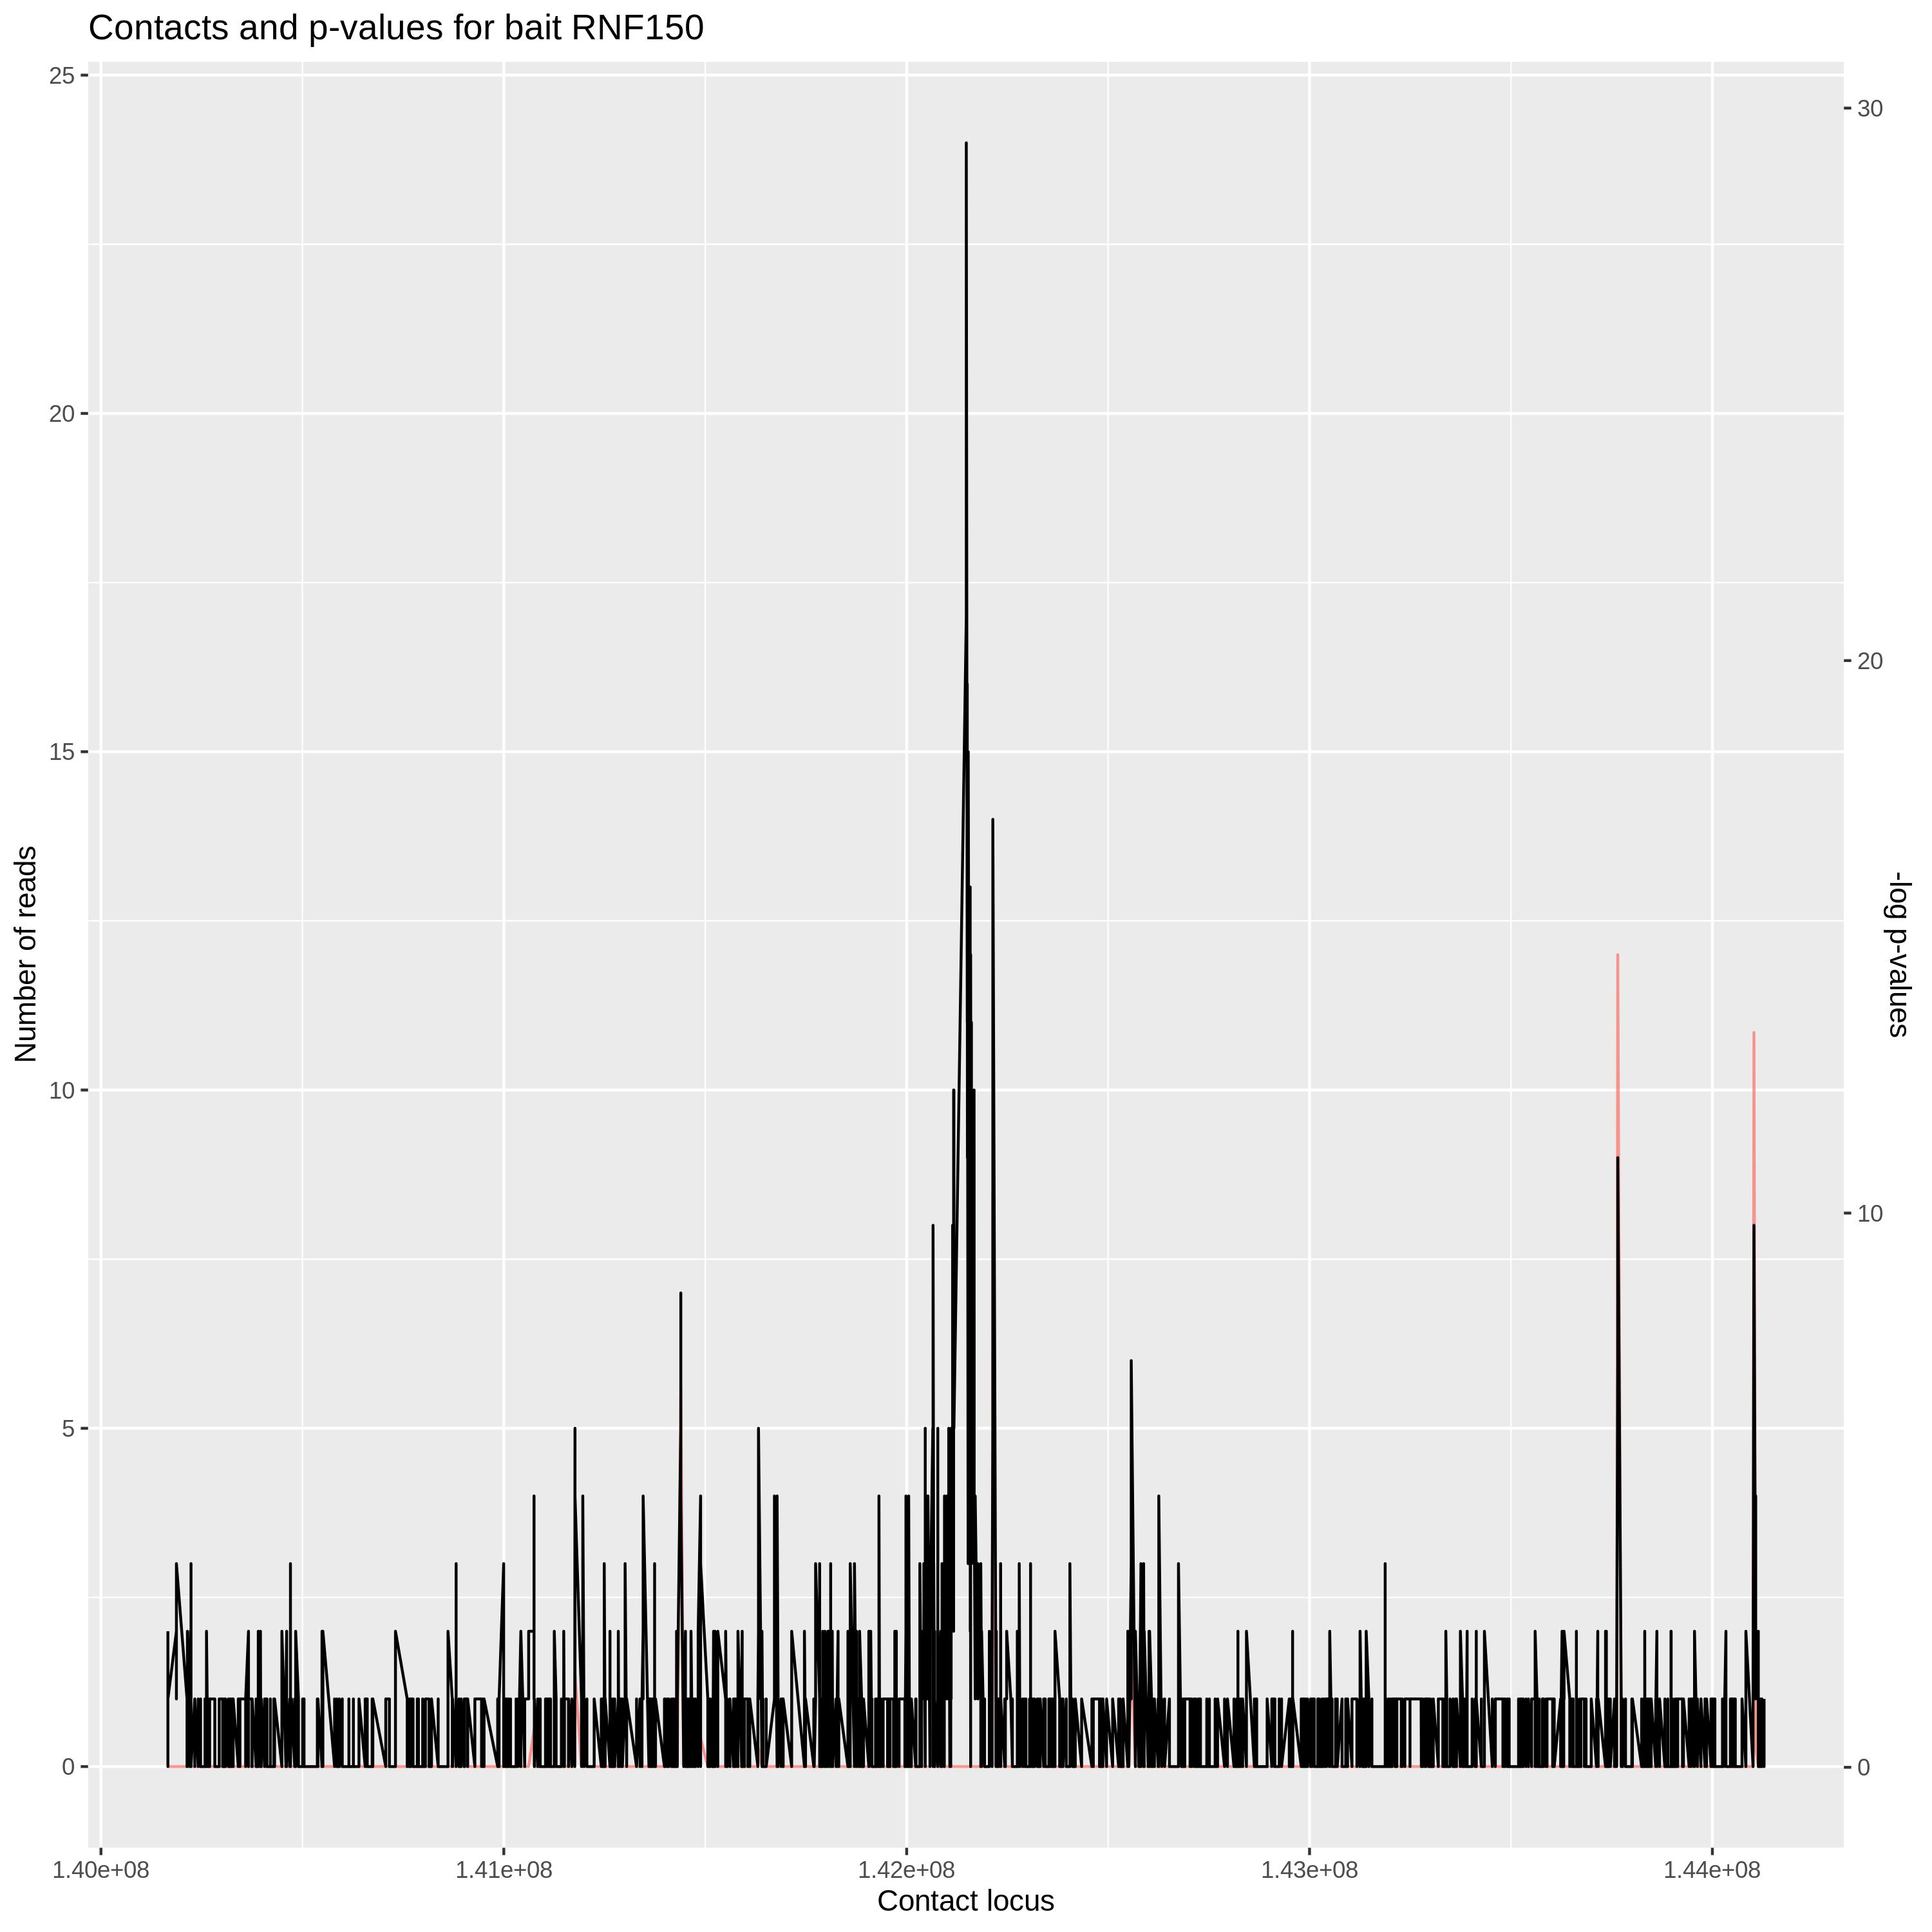 Contacts and p-values for bait RNF150
25
20
15
10
5
0
Number of reads
30
20
10
0
-log p-values
1.40e+08 1.41e+08 1.42e+08 1.43e+08 1.44e+08
Contact locus